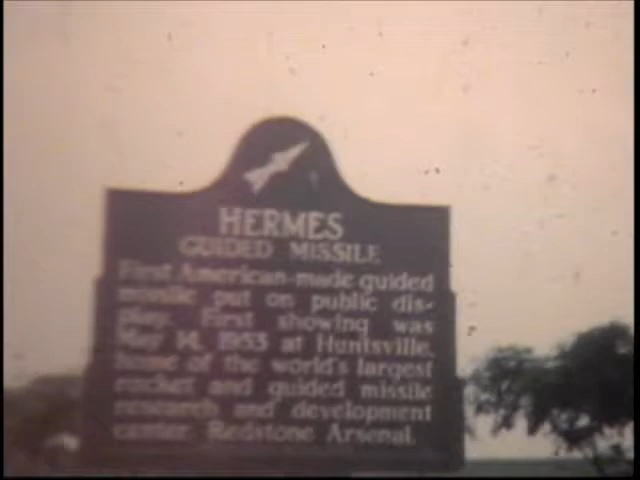 HERMES
GUIDED MISSILE
First American-made guided
missile put on public dis-
play. First showing was
May 14, 1953 at Huntsville,
home of the world's largest
rocket and guided missile
research and development
center, Redstone Arsenal.